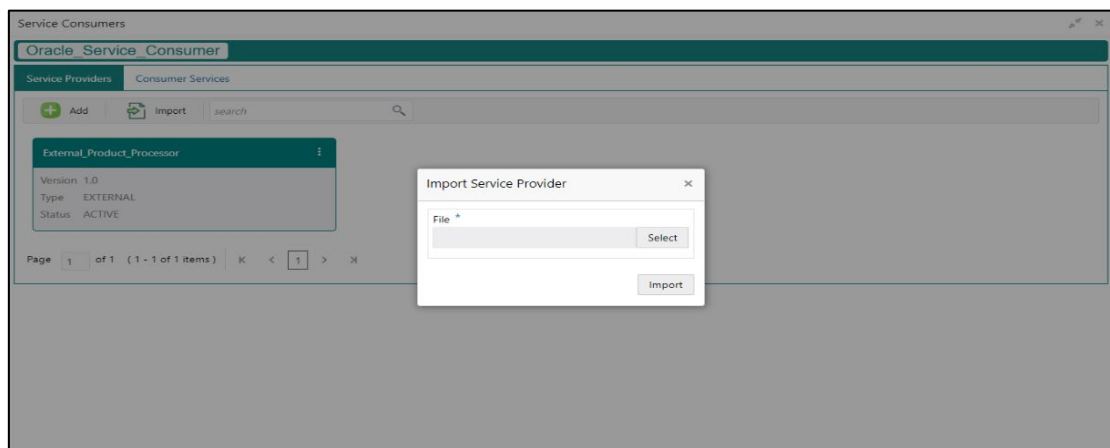 Service Consumers
Oracle_Service_Consumer
Service Providers Consumer Services
Add Import search
External_Product_Processor
Version 1.0
Type EXTERNAL
Status ACTIVE
Page 1 of 1 (1 - 1 of 1 items) 1
Import Service Provider
File *
Select
Import